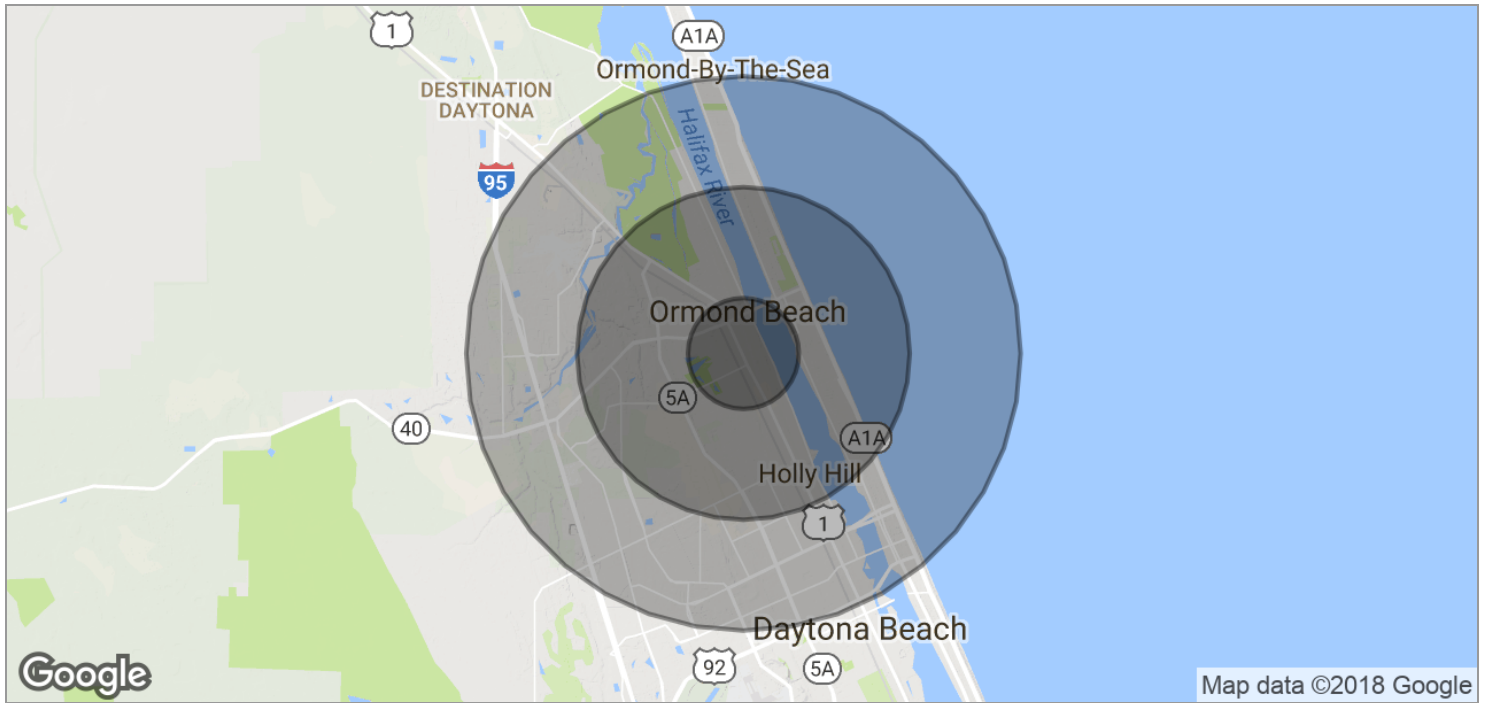 1
A1A
Ormond-By-The-Sea
DESTINATION
DAYTONA
Halifax River
95
Ormond Beach
5A
40
A1A
Holly Hill
1
Daytona Beach
92
5A
Google
Map data ©2018 Google